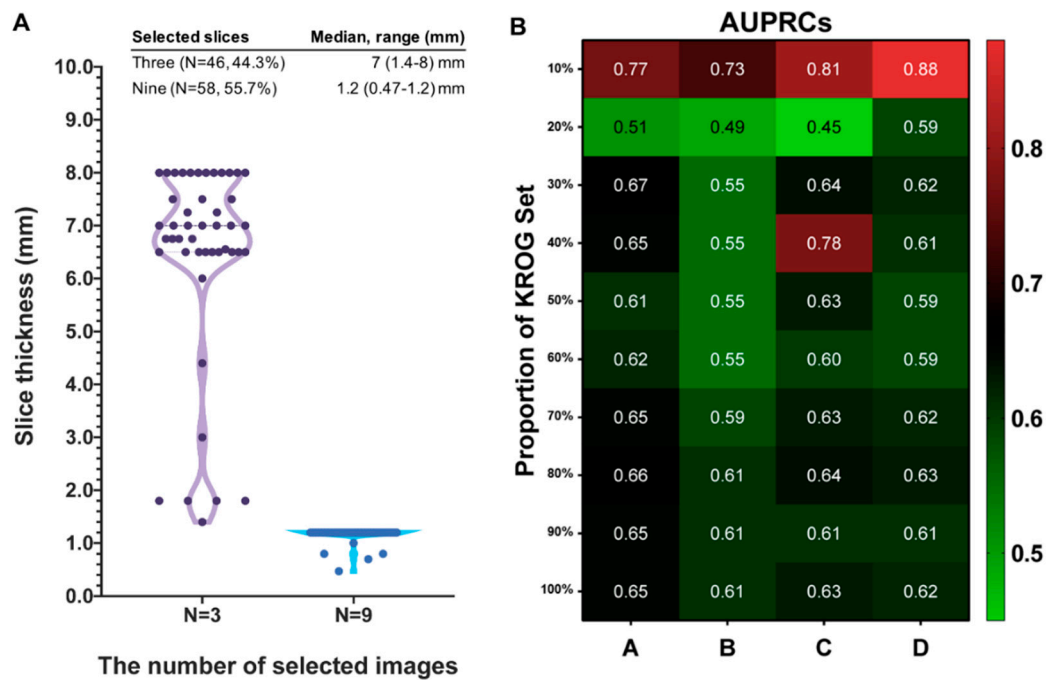 A
Selected slices Median, range (mm)
Three (N=46, 44.3%) 7 (1.4-8) mm
Nine (N=58, 55.7%) 1.2 (0.47-1.2) mm
10.0
9.0
8.0
7.0
6.0
5.0
4.0
3.0
2.0
1.0
0.0
Slice thickness (mm)
N=3 N=9
The number of selected images
B
AUPRCs
Proportion of KROG Set
10% 0.77 0.73 0.81 0.88
20% 0.51 0.49 0.45 0.59
30% 0.67 0.55 0.64 0.62
40% 0.65 0.55 0.78 0.61
50% 0.61 0.55 0.63 0.59
60% 0.62 0.55 0.60 0.59
70% 0.65 0.59 0.63 0.62
80% 0.66 0.61 0.64 0.63
90% 0.65 0.61 0.61 0.61
100% 0.65 0.61 0.63 0.62
A B C D
0.8
0.7
0.6
0.5